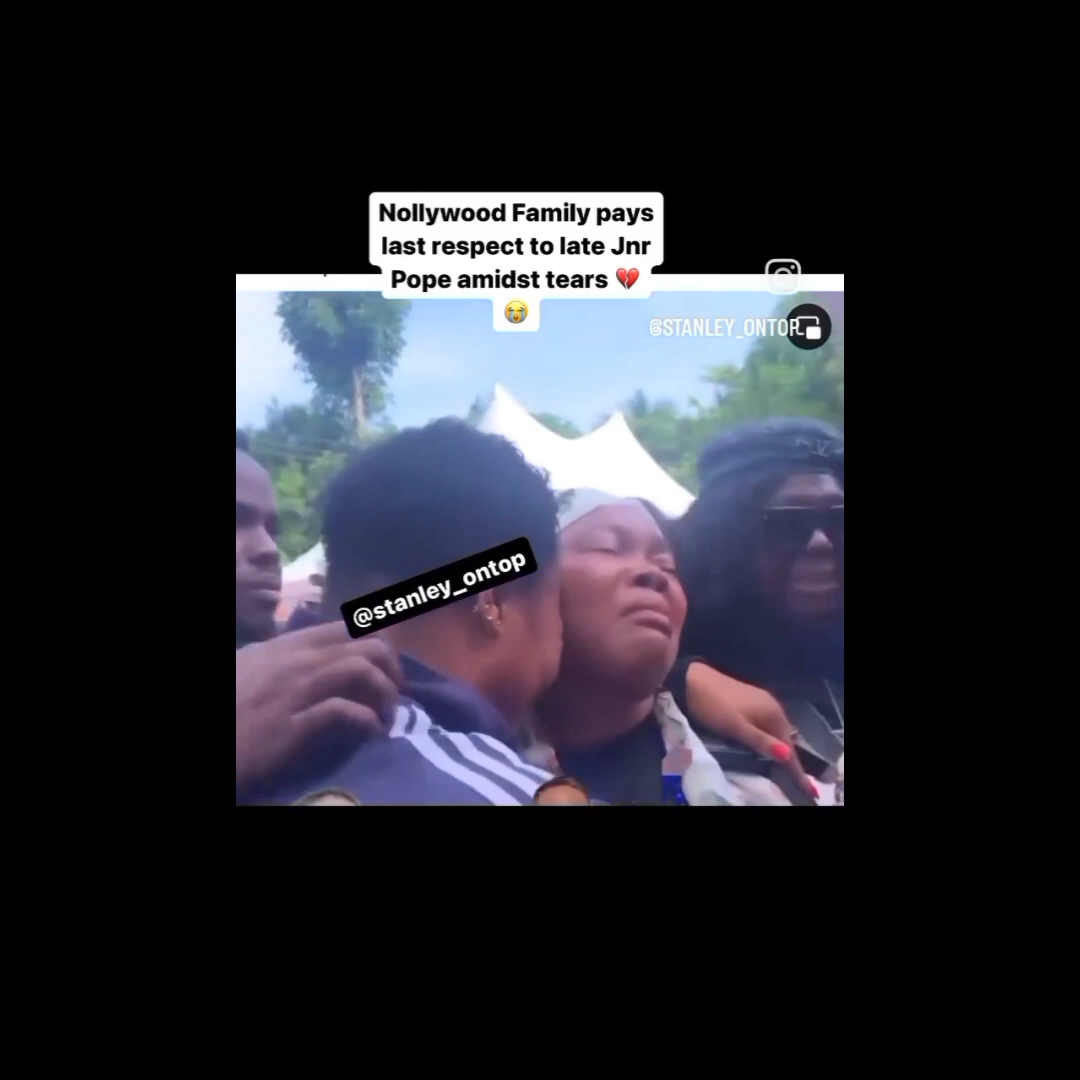 Nollywood Family pays
last respect to late Jnr
Pope amidst tears 💔
😭
@STANLEY_ONTOP
@stanley_ontop